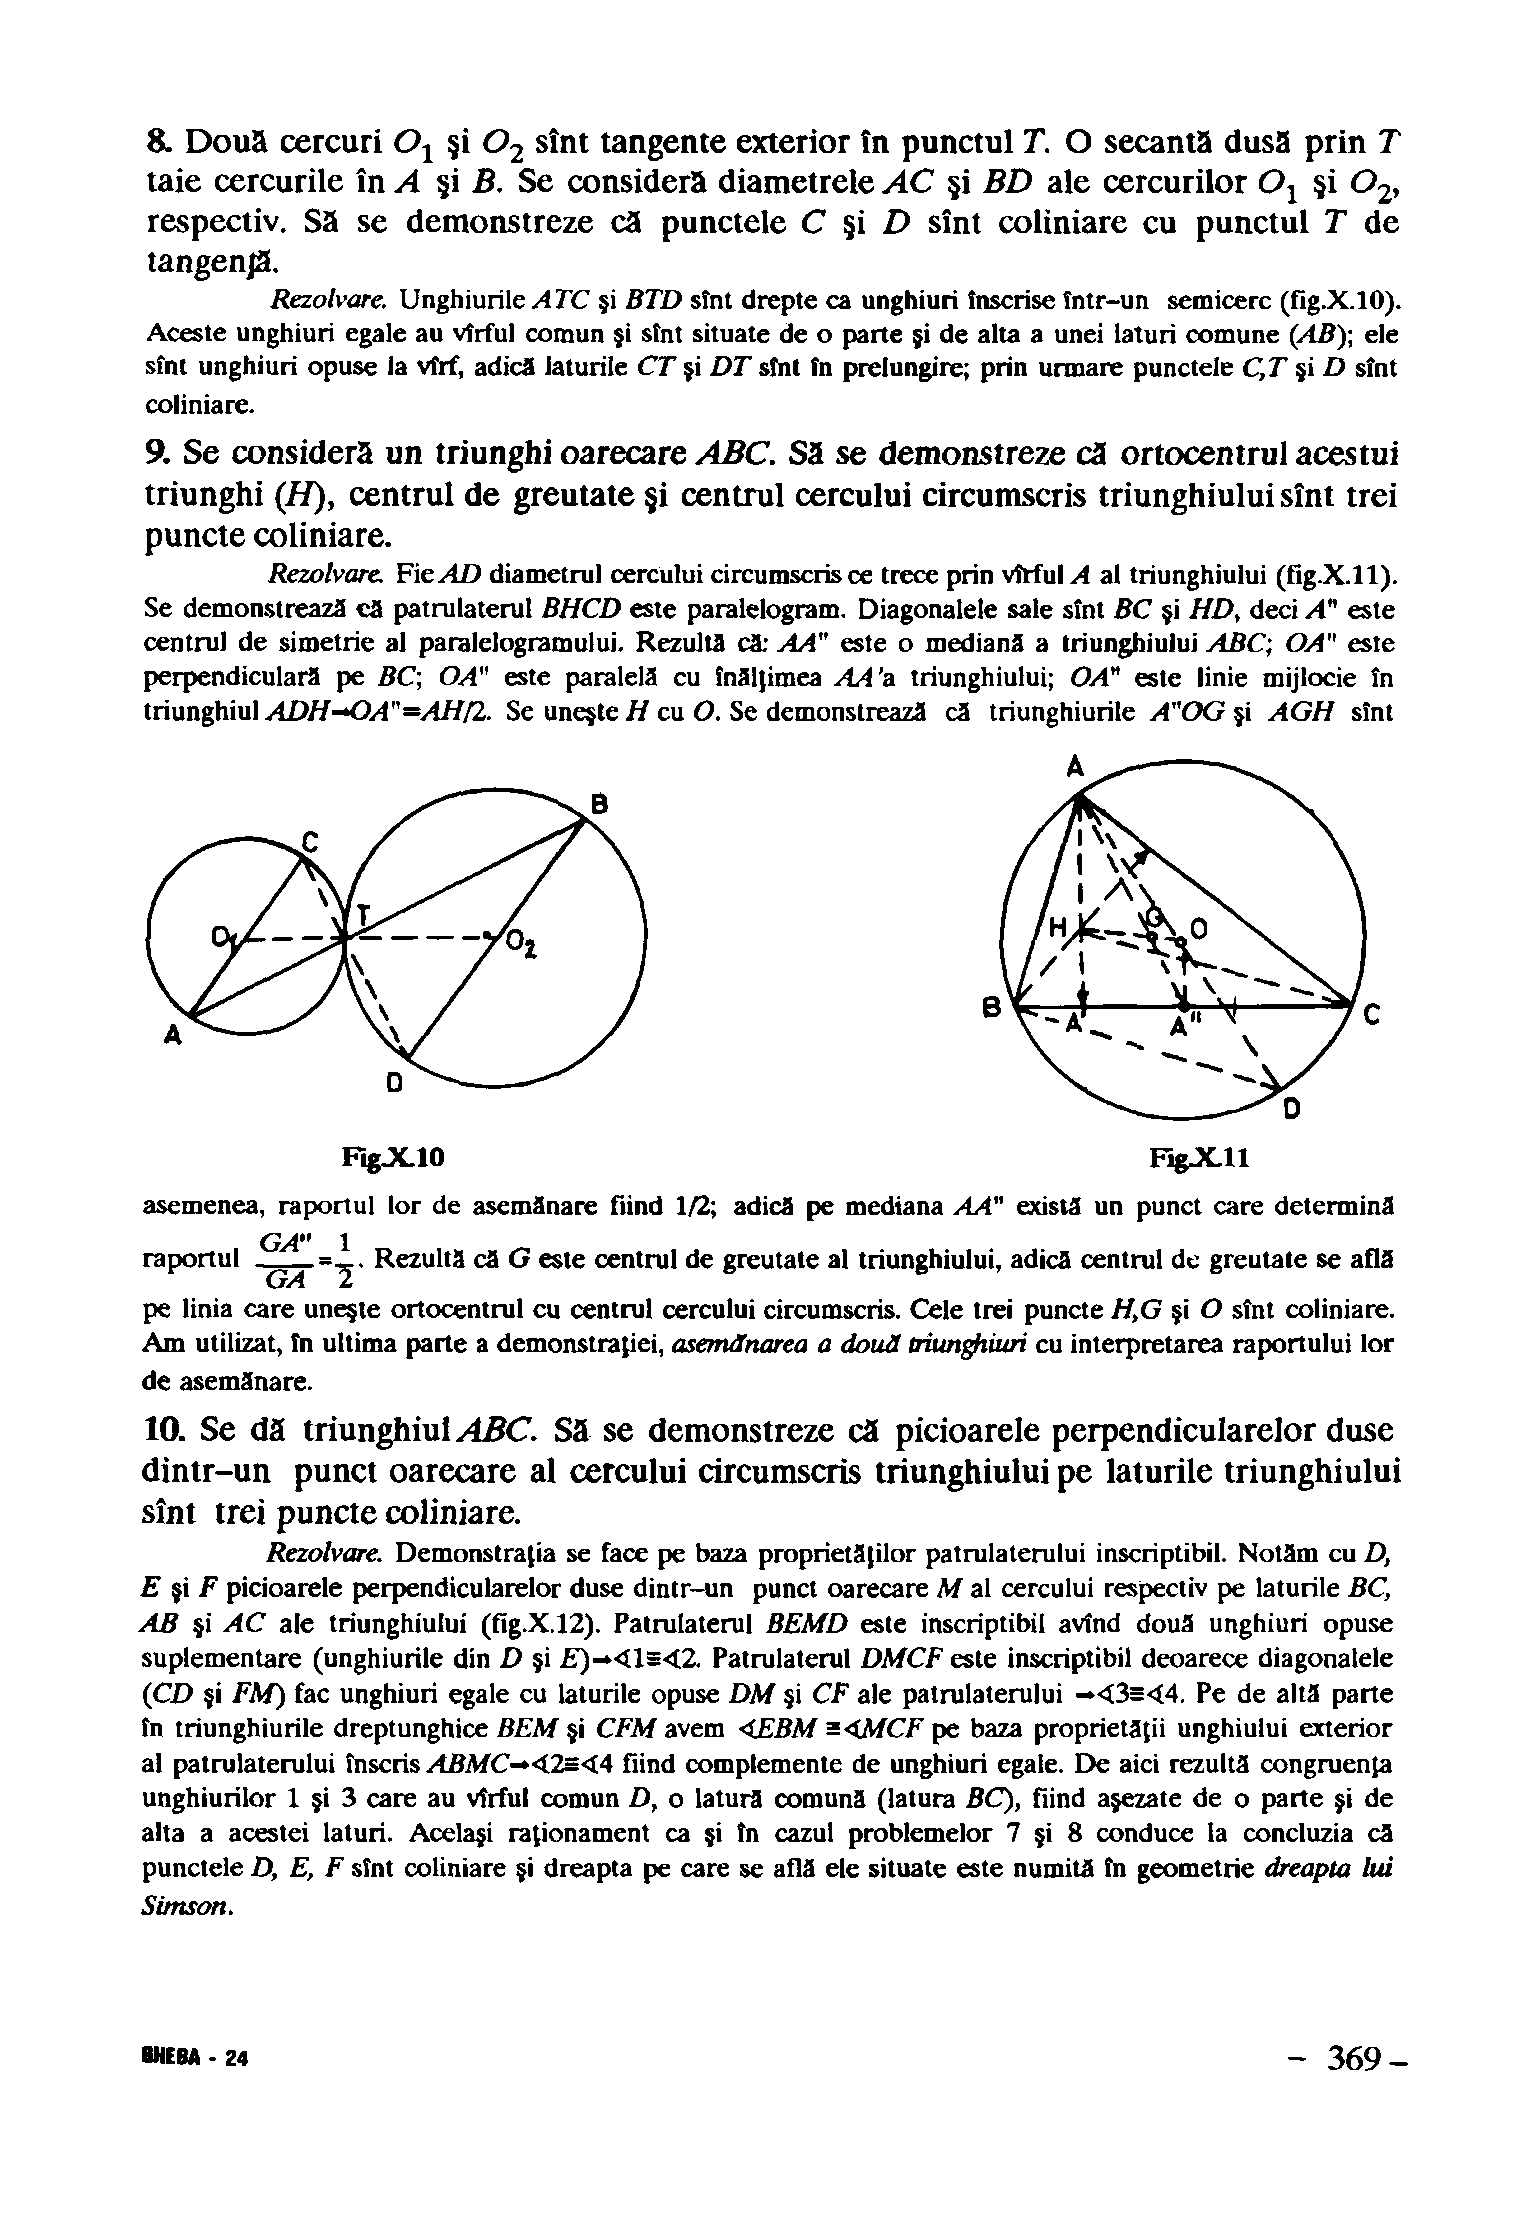 8. Două cercuri O₁ şi O₂ sînt tangente exterior în punctul T. O secantă dusă prin T
taie cercurile în A şi B. Se consideră diametrele AC şi BD ale cercurilor O₁ şi O₂,
respectiv. Să se demonstreze că punctele C şi D sînt coliniare cu punctul T de
tangenţă.
Rezolvare. Unghiurile ATC şi BTD sînt drepte ca unghiuri înscrise într-un semicerc (fig.X.10).
Aceste unghiuri egale au vîrful comun şi sînt situate de o parte şi de alta a unei laturi comune (AB); ele
sînt unghiuri opuse la vîrf, adică laturile CT şi DT sînt în prelungire; prin urmare punctele C,T şi D sînt
coliniare.
9. Se consideră un triunghi oarecare ABC. Să se demonstreze că ortocentrul acestui
triunghi (H), centrul de greutate şi centrul cercului circumscris triunghiului sînt trei
puncte coliniare.
Rezolvare. Fie AD diametrul cercului circumscris ce trece prin vîrful A al triunghiului (fig.X.11).
Se demonstrează că patrulaterul BHCD este paralelogram. Diagonalele sale sînt BC şi HD, deci A" este
centrul de simetrie al paralelogramului. Rezultă că: AA" este o mediană a triunghiului ABC; OA" este
perpendiculară pe BC; OA" este paralelă cu înălţimea AA'a triunghiului; OA" este linie mijlocie în
triunghiul ADH→OA"=AH/2. Se uneşte H cu O. Se demonstrează că triunghiurile A"OG şi AGH sînt
C B T O₁ O₂ A D
A H G O B A' A" C D
Fig.X.10 Fig.X.11
asemenea, raportul lor de asemănare fiind 1/2; adică pe mediana AA" există un punct care determină
raportul GA"/GA = 1/2. Rezultă că G este centrul de greutate al triunghiului, adică centrul de greutate se află
pe linia care uneşte ortocentrul cu centrul cercului circumscris. Cele trei puncte H,G şi O sînt coliniare.
Am utilizat, în ultima parte a demonstraţiei, asemănarea a două triunghiuri cu interpretarea raportului lor
de asemănare.
10. Se dă triunghiul ABC. Să se demonstreze că picioarele perpendicularelor duse
dintr-un punct oarecare al cercului circumscris triunghiului pe laturile triunghiului
sînt trei puncte coliniare.
Rezolvare. Demonstraţia se face pe baza proprietăţilor patrulaterului inscriptibil. Notăm cu D,
E şi F picioarele perpendicularelor duse dintr-un punct oarecare M al cercului respectiv pe laturile BC,
AB şi AC ale triunghiului (fig.X.12). Patrulaterul BEMD este inscriptibil avînd două unghiuri opuse
suplementare (unghiurile din D şi E)→∢1≡∢2. Patrulaterul DMCF este inscriptibil deoarece diagonalele
(CD şi FM) fac unghiuri egale cu laturile opuse DM şi CF ale patrulaterului →∢3≡∢4. Pe de altă parte
în triunghiurile dreptunghice BEM şi CFM avem ∢EBM ≡∢MCF pe baza proprietăţii unghiului exterior
al patrulaterului înscris ABMC→∢2≡∢4 fiind complemente de unghiuri egale. De aici rezultă congruenţa
unghiurilor 1 şi 3 care au vîrful comun D, o latură comună (latura BC), fiind aşezate de o parte şi de
alta a acestei laturi. Acelaşi raţionament ca şi în cazul problemelor 7 şi 8 conduce la concluzia că
punctele D, E, F sînt coliniare şi dreapta pe care se află ele situate este numită în geometrie dreapta lui
Simson.
BHEBA - 24 – 369 –